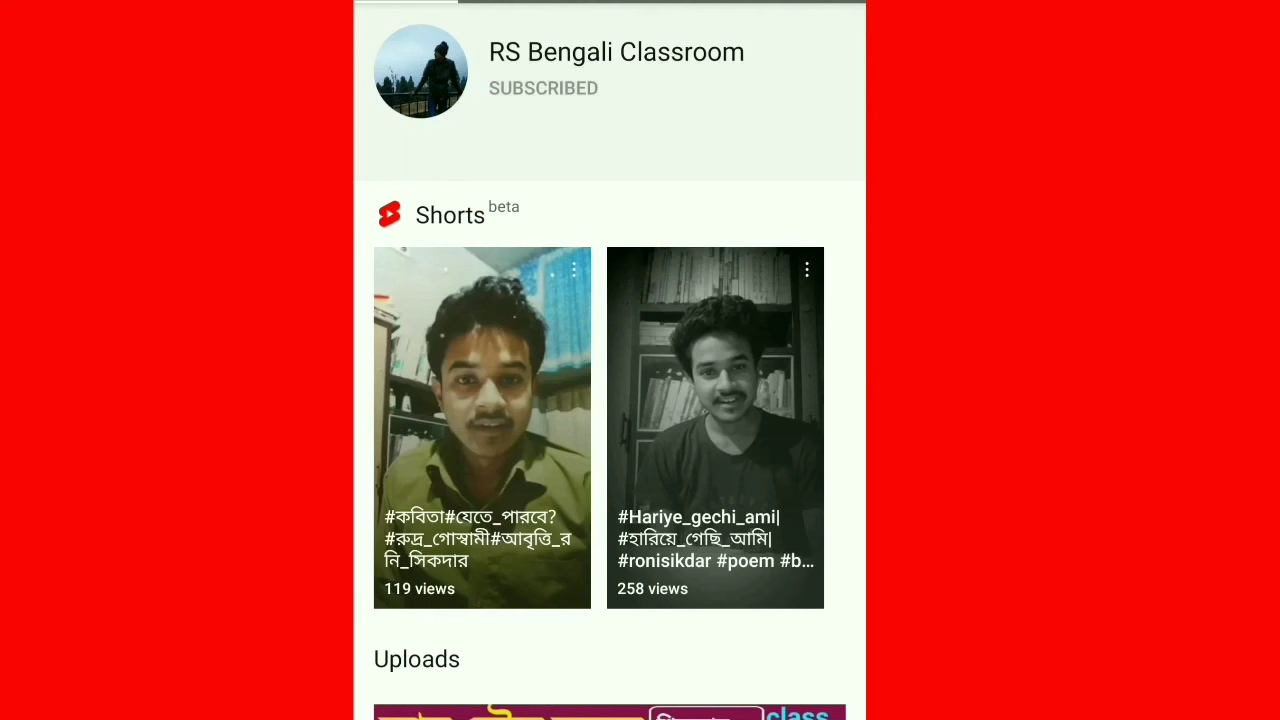 RS Bengali Classroom
SUBSCRIBED
Shorts beta
#কবিতা#যেতে_পারবে?
#রুদ্র_গোস্বামী#আবৃত্তি_র
নি_সিকদার
119 views
#Hariye_gechi_ami|
#হারিয়ে_গেছি_আমি|
#ronisikdar #poem #b...
258 views
Uploads
class